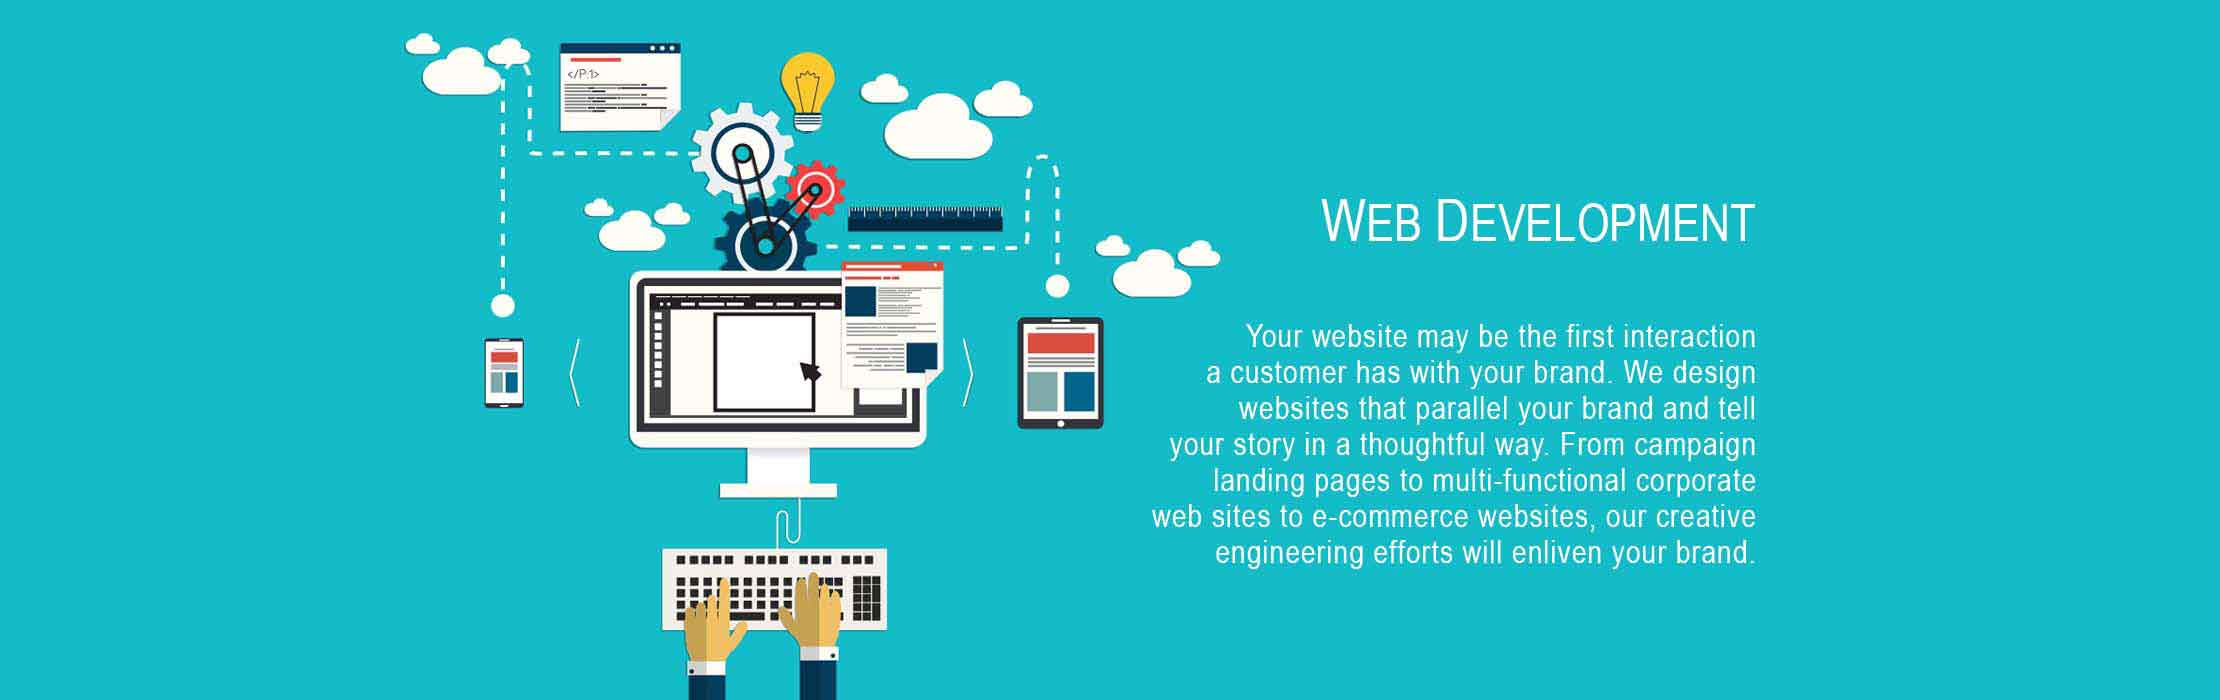 </P.1>
WEB DEVELOPMENT
Your website may be the first interaction
a customer has with your brand. We design
websites that parallel your brand and tell
your story in a thoughtful way. From campaign
landing pages to multi-functional corporate
web sites to e-commerce websites, our creative
engineering efforts will enliven your brand.